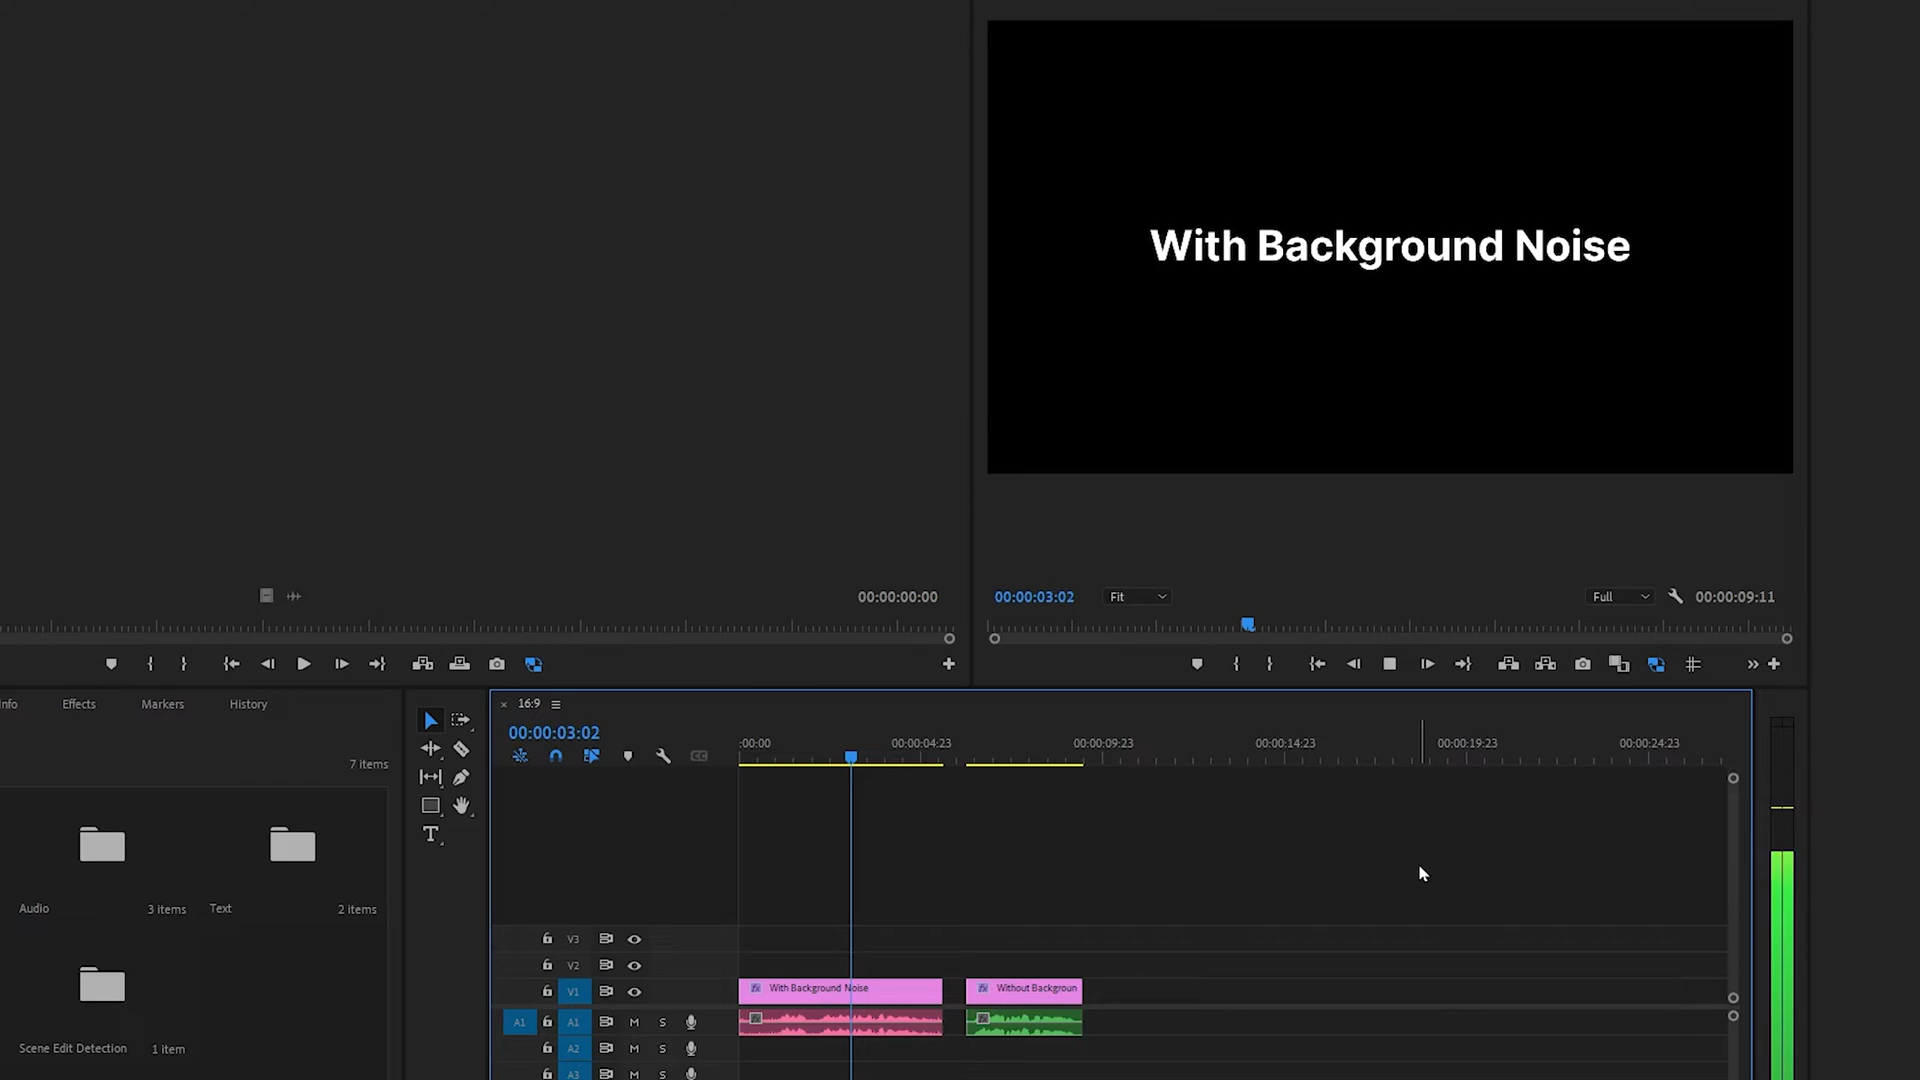 With Background Noise
00:00:00:00
00:00:03:02
Fit
Full
00:00:09:11
nfo
Effects
Markers
History
7 items
Audio
3 items
Text
2 items
Scene Edit Detection
1 item
16:9
00:00:03:02
:00:00
00:00:04:23
00:00:09:23
00:00:14:23
00:00:19:23
00:00:24:23
V3
V2
V1
With Background Noise
Without Backgroun
A1
A1
M
S
A2
M
S
A3
M
S